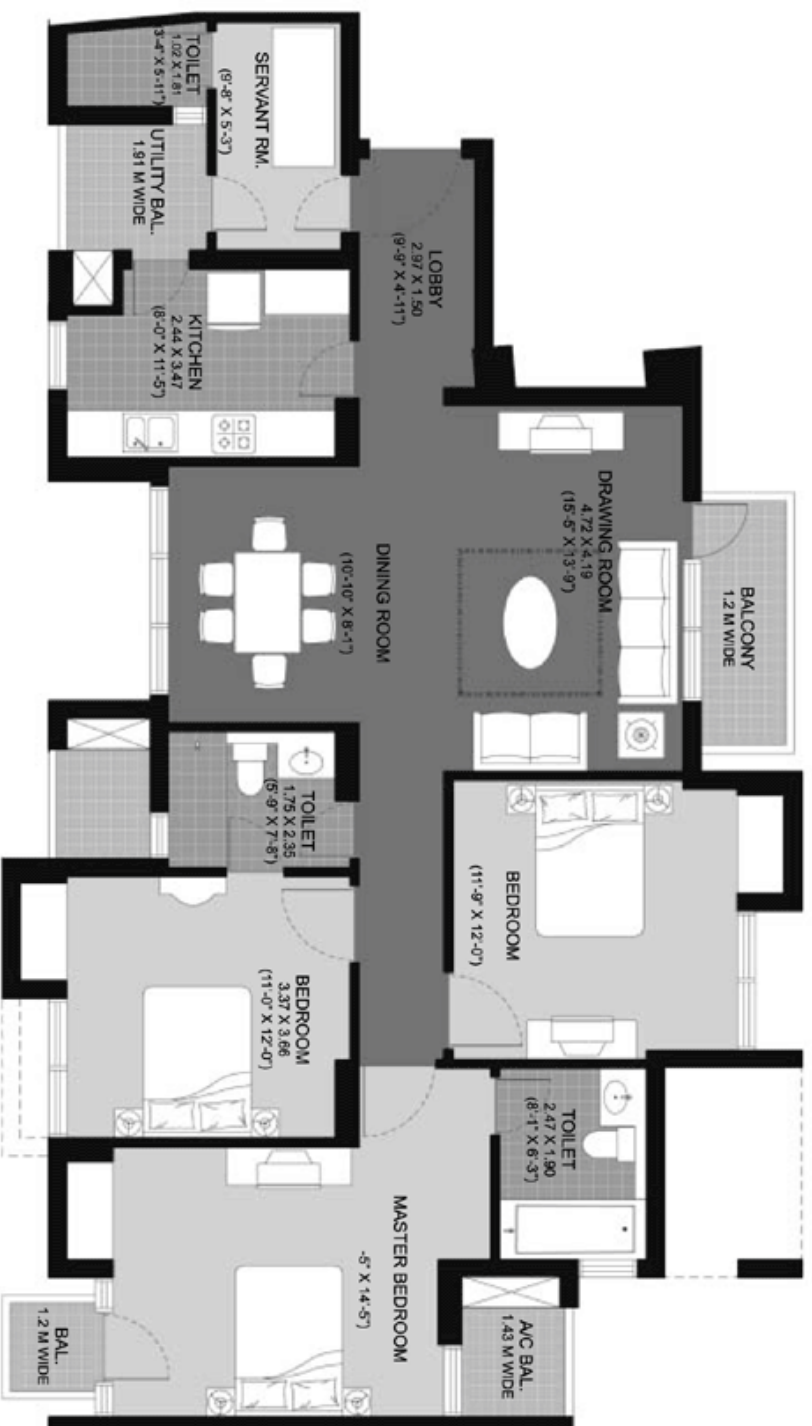 BALCONY
1.2 M WIDE
DRAWING ROOM
4.72 X 4.19
(15'-5" X 13'-9")
BEDROOM
(11'-9" X 12'-0")
TOILET
2.47 X 1.90
(8'-1" X 6'-3")
A/C BAL.
1.43 M WIDE
LOBBY
2.97 X 1.50
(9'-9" X 4'-11")
DINING ROOM
(10'-10" X 8'-1")
MASTER BEDROOM
-5" X 14'-5"
SERVANT RM.
(9'-8" X 5'-3")
TOILET
1.75 X 2.35
(5'-9" X 7'-8")
BEDROOM
3.37 X 3.66
(11'-0" X 12'-0")
TOILET
1.02 X 1.81
3'-4" X 5'-11")
UTILITY BAL.
1.91 M WIDE
KITCHEN
2.44 X 3.47
(8'-0" X 11'-5")
BAL.
1.2 M WIDE